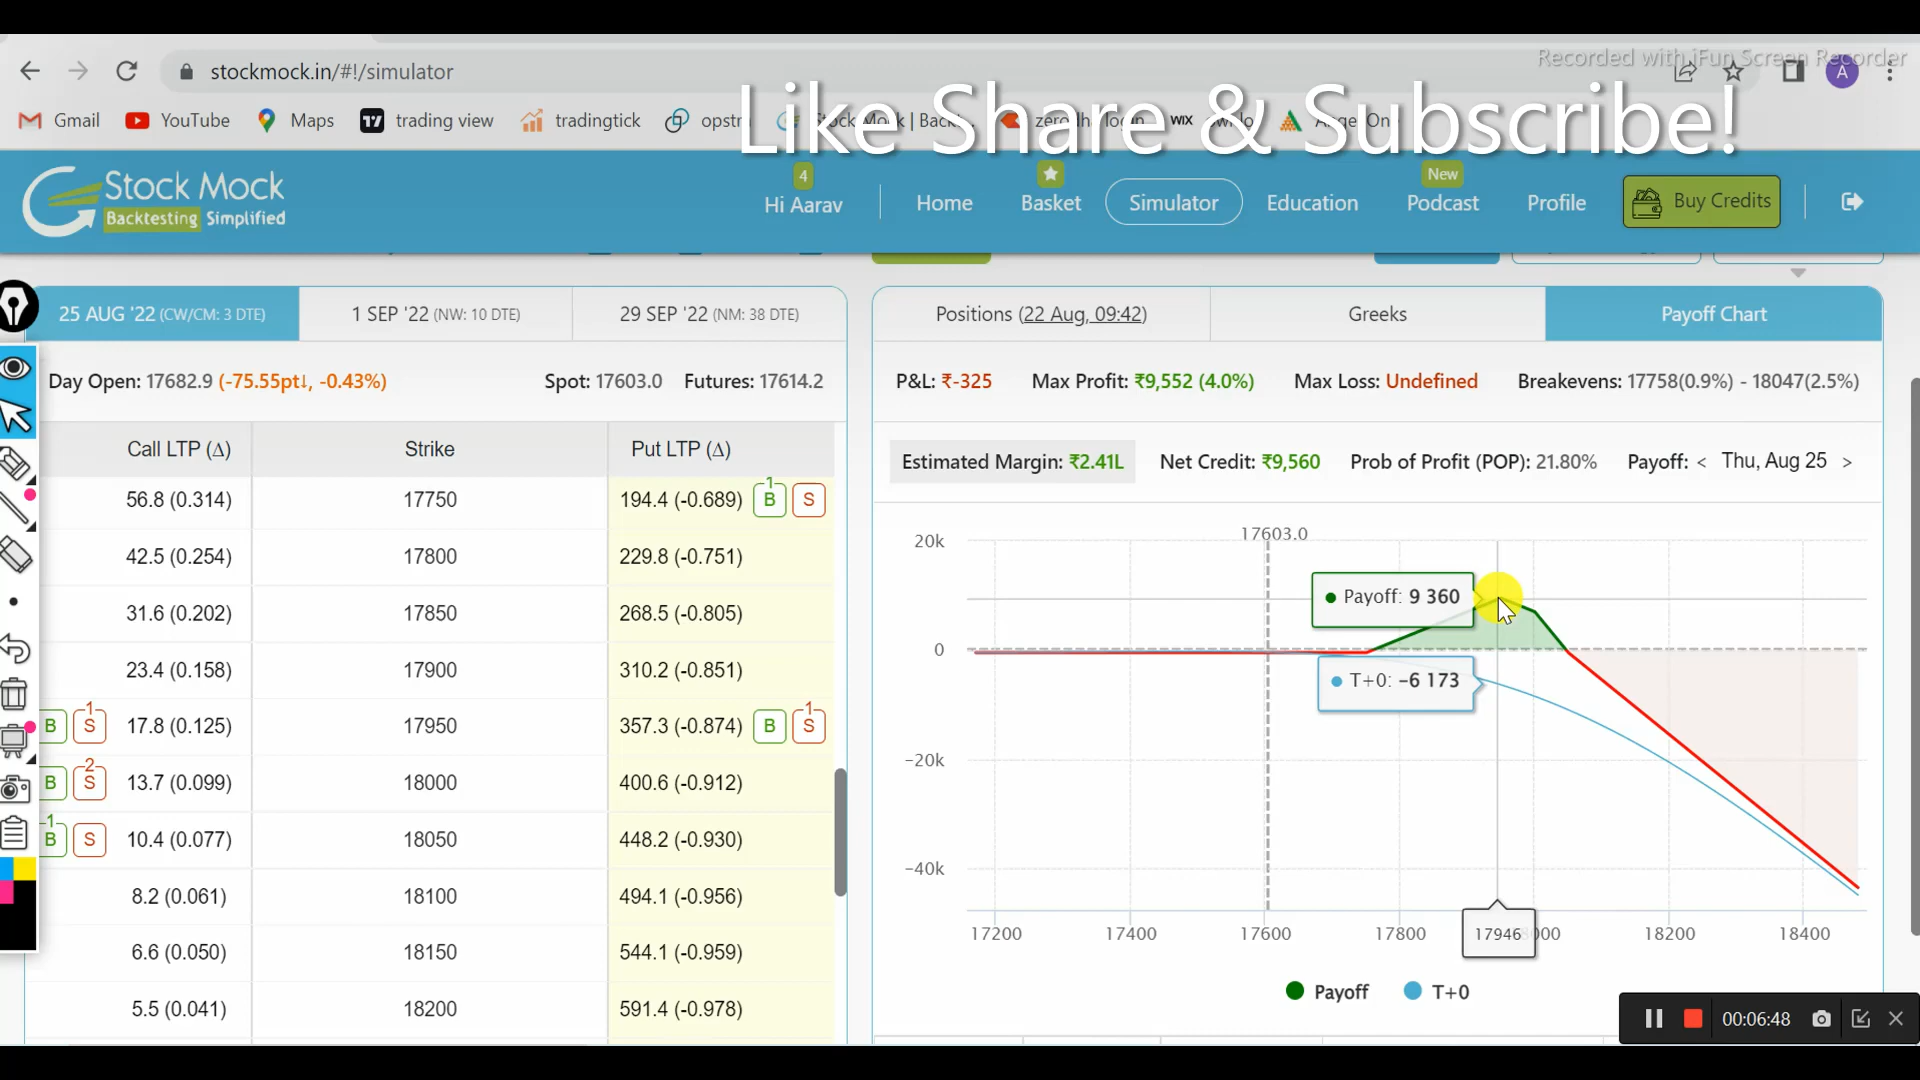 Recorded with iFun Screen Recorder
stockmock.in/#!/simulator
A
Like Share & Subscribe!
Gmail YouTube Maps trading view tradingtick opstr WIX
Stock Mock
Backtesting Simplified
4
Hi Aarav Home Basket Simulator Education Podcast Profile Buy Credits
New
25 AUG '22 (CW/CM: 3 DTE) 1 SEP '22 (NW: 10 DTE) 29 SEP '22 (NM: 38 DTE)
Day Open: 17682.9 (-75.55pt↓, -0.43%) Spot: 17603.0 Futures: 17614.2
Call LTP (Δ) Strike Put LTP (Δ)
56.8 (0.314) 17750 194.4 (-0.689) 1 B S
42.5 (0.254) 17800 229.8 (-0.751)
31.6 (0.202) 17850 268.5 (-0.805)
23.4 (0.158) 17900 310.2 (-0.851)
B 1 S 17.8 (0.125) 17950 357.3 (-0.874) B 1 S
B 2 S 13.7 (0.099) 18000 400.6 (-0.912)
1 B S 10.4 (0.077) 18050 448.2 (-0.930)
8.2 (0.061) 18100 494.1 (-0.956)
6.6 (0.050) 18150 544.1 (-0.959)
5.5 (0.041) 18200 591.4 (-0.978)
Positions (22 Aug, 09:42) Greeks Payoff Chart
P&L: ₹-325 Max Profit: ₹9,552 (4.0%) Max Loss: Undefined Breakevens: 17758(0.9%) - 18047(2.5%)
Estimated Margin: ₹2.41L Net Credit: ₹9,560 Prob of Profit (POP): 21.80% Payoff: < Thu, Aug 25 >
17603.0
20k
Payoff: 9 360
0
T+0: −6 173
−20k
−40k
17200 17400 17600 17800 17946 18200 18400
Payoff T+0
00:06:48